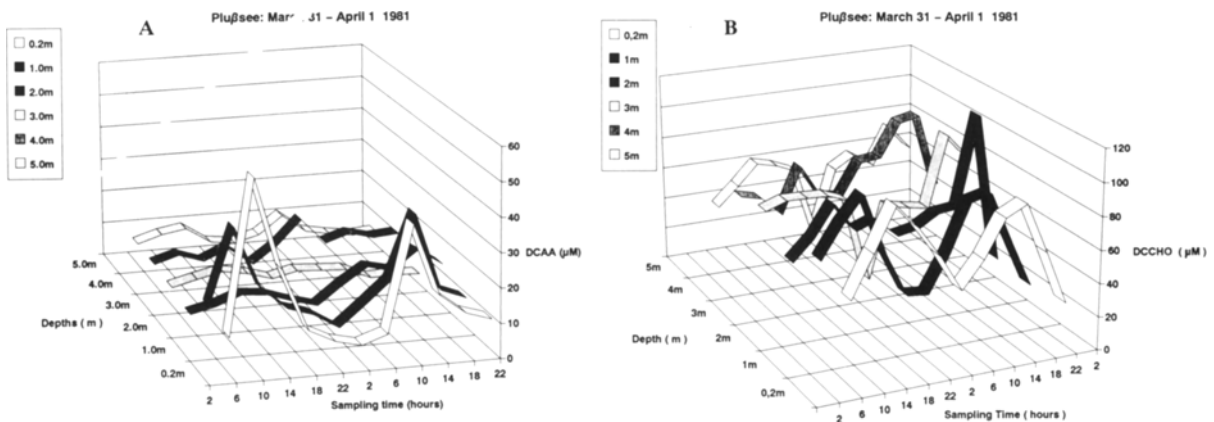 Plußsee: Mar , – April 1 1981
A
0.2m
1.0m
2.0m
3.0m
4.0m
5.0m
60
50
40
30
20
10
0
DCAA (µM)
5.0m
4.0m
3.0m
2.0m
1.0m
0.2m
Depths ( m )
2 6 10 14 18 22 2 6 10 14 18 22
Sampling time (hours)
Plußsee: March 31 – April 1 1981
B
0,2m
1m
2m
3m
4m
5m
120
100
80
60
40
20
0
DCCHO ( µM )
5m
4m
3m
2m
1m
0,2m
Depth ( m )
2 6 10 14 18 22 2 6 10 14 18 22 2
Sampling Time ( hours )